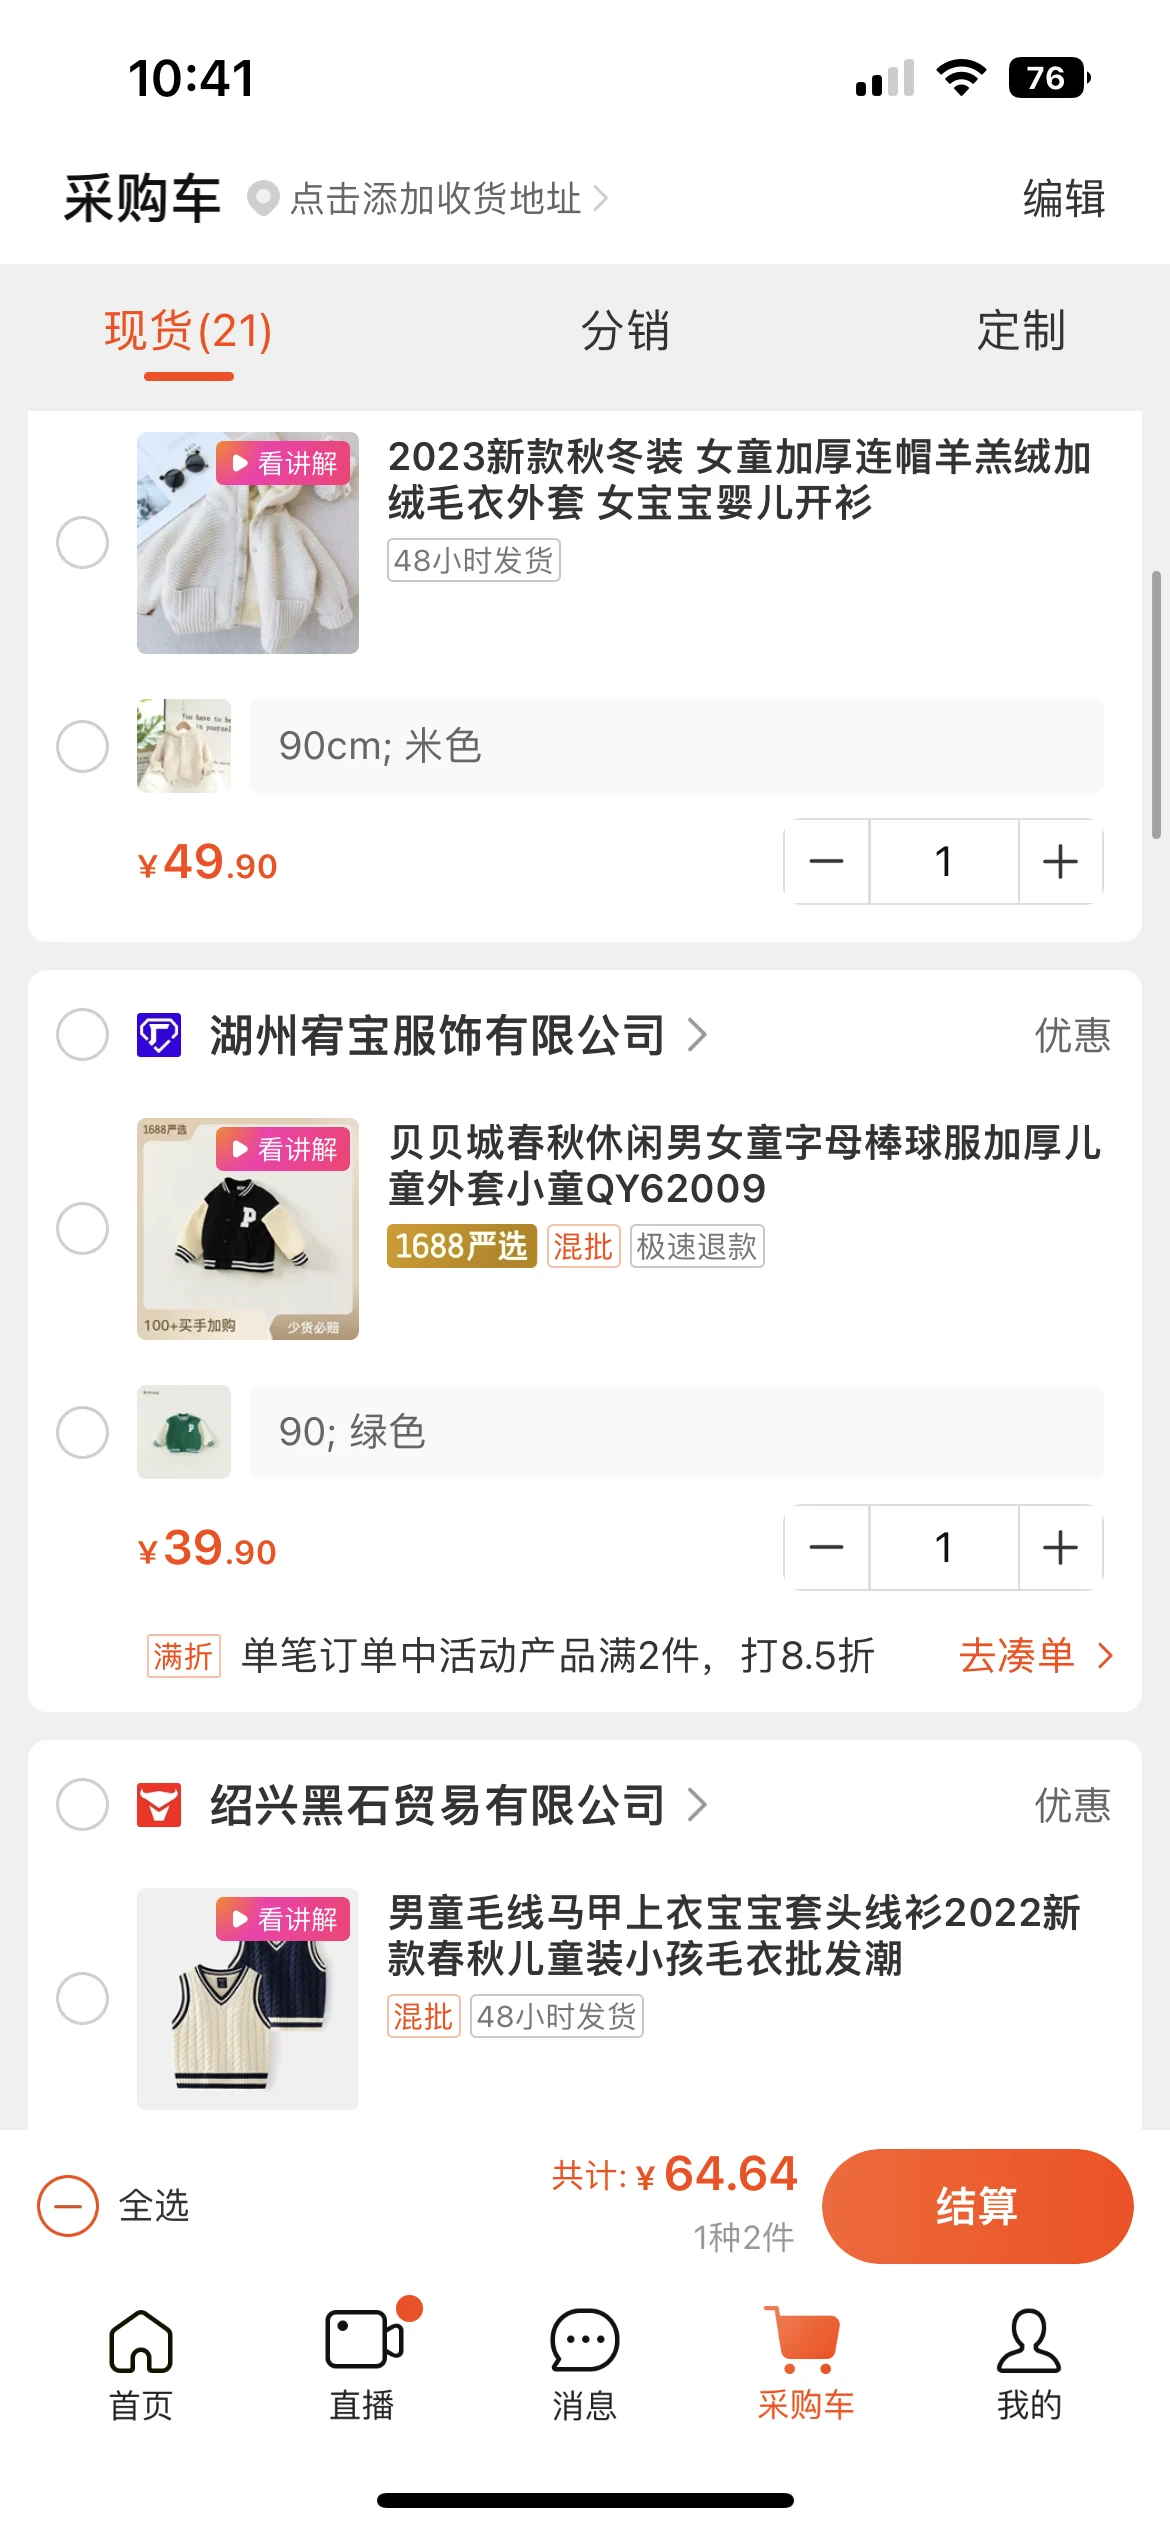 10:41
76
采购车
点击添加收货地址
编辑
现货(21)
分销
定制
看讲解
2023新款秋冬装 女童加厚连帽羊羔绒加
绒毛衣外套 女宝宝婴儿开衫
48小时发货
You have to be
is yoursel
90cm; 米色
¥49.90
1
湖州宥宝服饰有限公司
优惠
1688严选
看讲解
100+买手加购
少货必赔
贝贝城春秋休闲男女童字母棒球服加厚儿
童外套小童QY62009
1688严选 混批 极速退款
P
P
90; 绿色
¥39.90
1
满折 单笔订单中活动产品满2件，打8.5折
去凑单
绍兴黑石贸易有限公司
优惠
看讲解
男童毛线马甲上衣宝宝套头线衫2022新
款春秋儿童装小孩毛衣批发潮
混批 48小时发货
全选
共计: ¥64.64
1种2件
结算
首页
直播
消息
采购车
我的